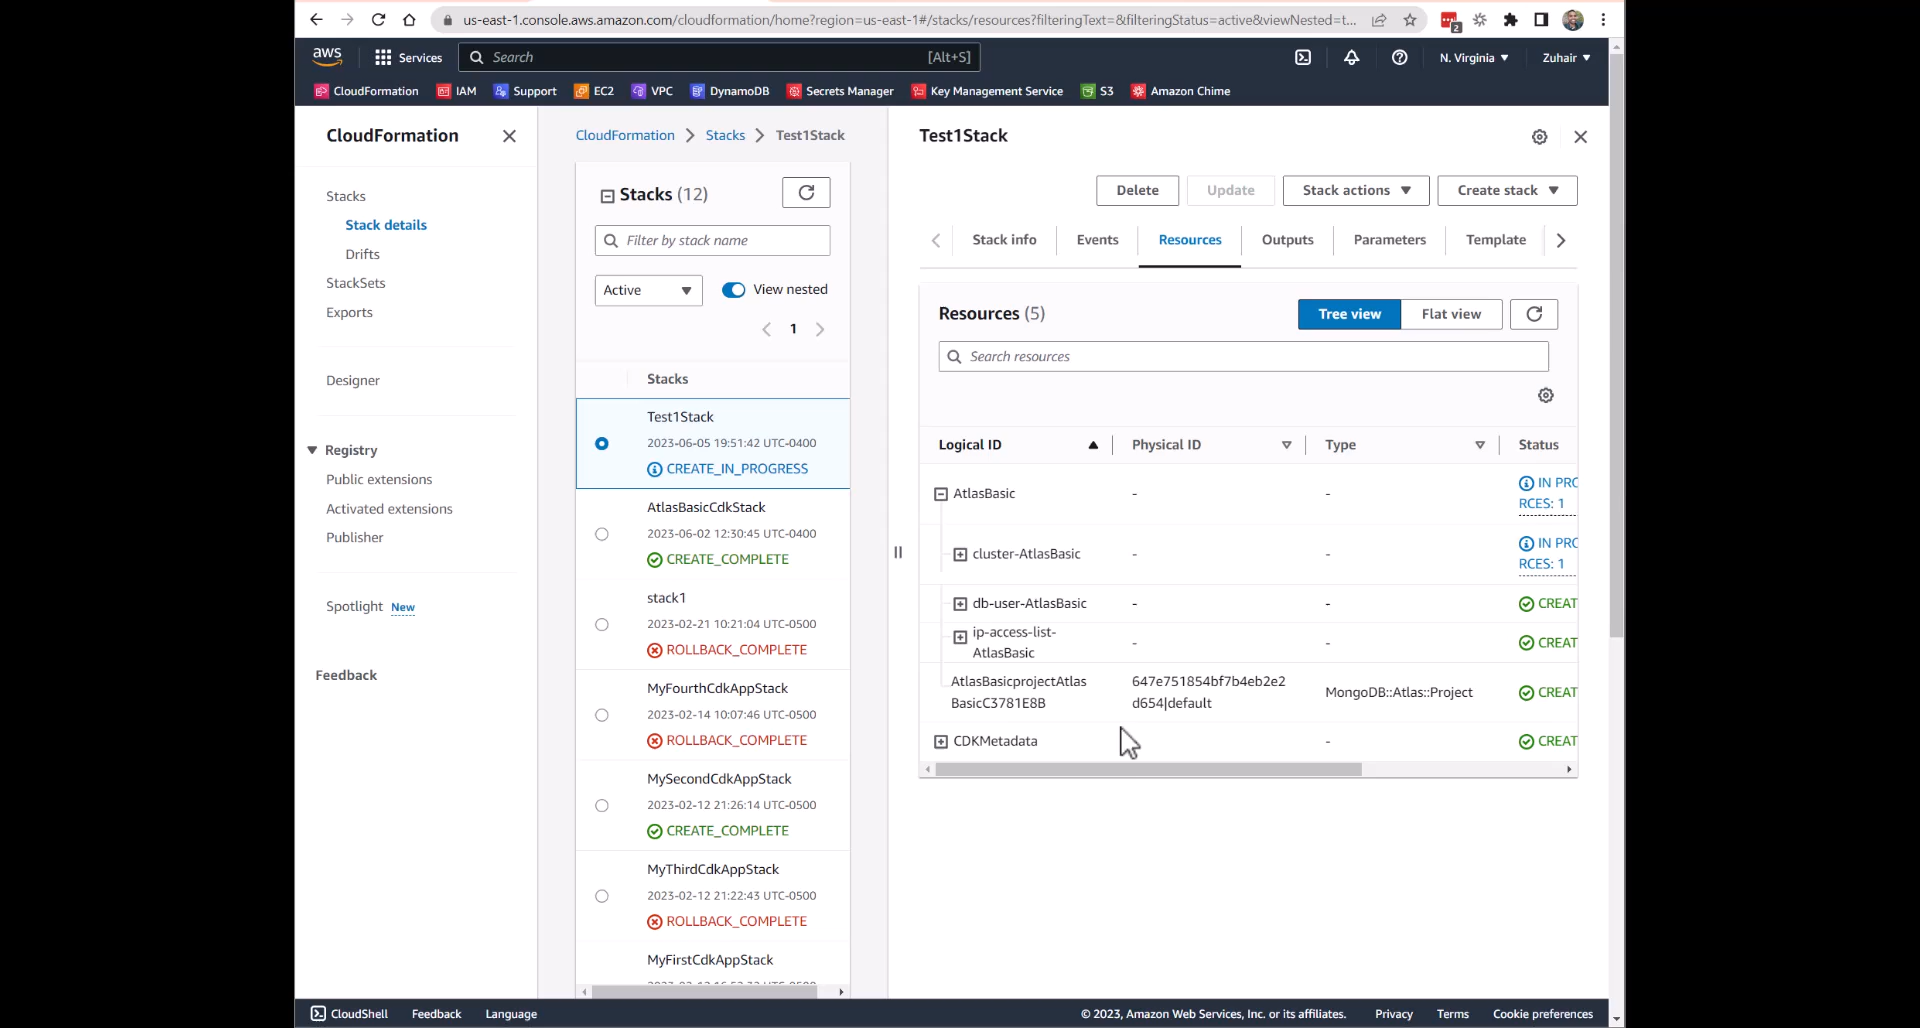 us-east-1.console.aws.amazon.com/cloudformation/home?region=us-east-1#/stacks/resources?filteringText=&filteringStatus=active&viewNested=t...
2
aws
Services
Search
[Alt+S]
N. Virginia
Zuhair
CloudFormation
IAM
Support
EC2
VPC
DynamoDB
Secrets Manager
Key Management Service
S3
Amazon Chime
CloudFormation
Stacks
Stack details
Drifts
StackSets
Exports
Designer
Registry
Public extensions
Activated extensions
Publisher
Spotlight New
Feedback
CloudFormation > Stacks > Test1Stack
Stacks (12)
Filter by stack name
Active
View nested
1
Stacks
Test1Stack
2023-06-05 19:51:42 UTC-0400
CREATE_IN_PROGRESS
AtlasBasicCdkStack
2023-06-02 12:30:45 UTC-0400
CREATE_COMPLETE
stack1
2023-02-21 10:21:04 UTC-0500
ROLLBACK_COMPLETE
MyFourthCdkAppStack
2023-02-14 10:07:46 UTC-0500
ROLLBACK_COMPLETE
MySecondCdkAppStack
2023-02-12 21:26:14 UTC-0500
CREATE_COMPLETE
MyThirdCdkAppStack
2023-02-12 21:22:43 UTC-0500
ROLLBACK_COMPLETE
MyFirstCdkAppStack
Test1Stack
Delete
Update
Stack actions
Create stack
Stack info
Events
Resources
Outputs
Parameters
Template
Resources (5)
Tree view
Flat view
Search resources
Logical ID
Physical ID
Type
Status
AtlasBasic
-
-
IN PRO
RCES: 1
cluster-AtlasBasic
-
-
IN PRO
RCES: 1
db-user-AtlasBasic
-
-
CREAT
ip-access-list-
AtlasBasic
-
-
CREAT
AtlasBasicprojectAtlas
BasicC3781E8B
647e751854bf7b4eb2e2
d654|default
MongoDB::Atlas::Project
CREAT
CDKMetadata
-
CREAT
CloudShell
Feedback
Language
© 2023, Amazon Web Services, Inc. or its affiliates.
Privacy
Terms
Cookie preferences